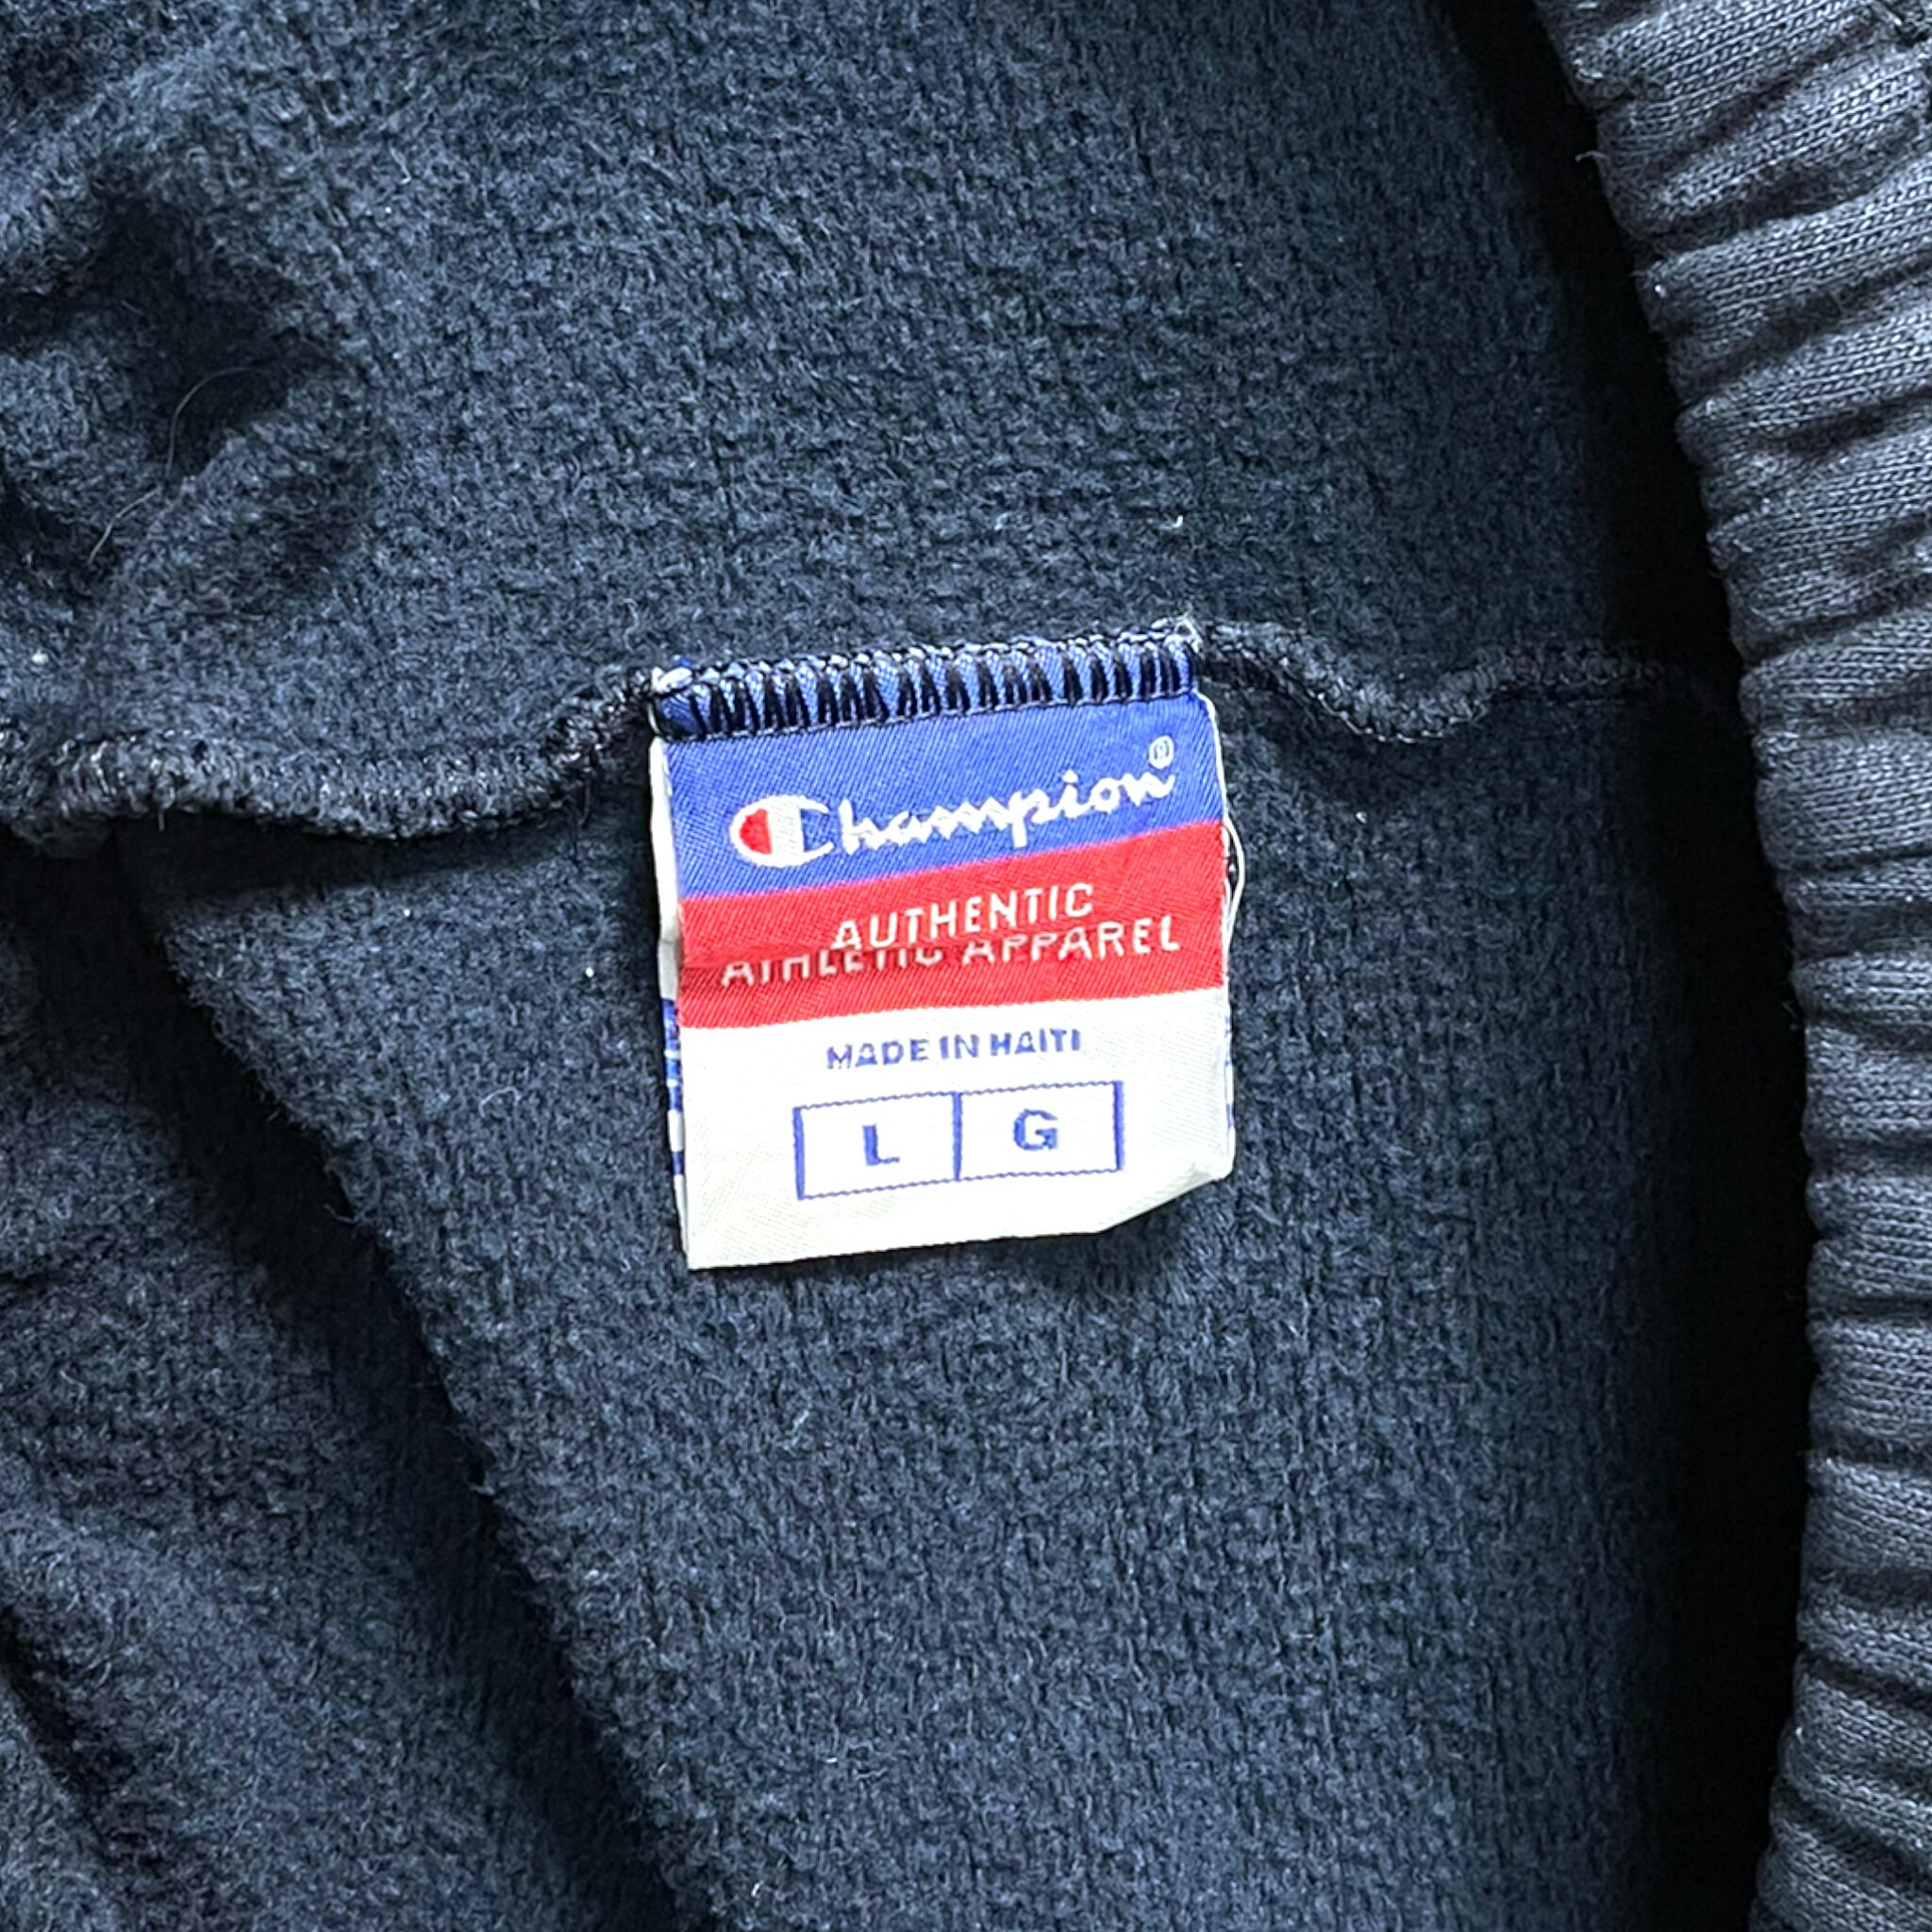 Champion®
AUTHENTIC
ATHLETIC APPAREL
MADE IN HAITI
L G